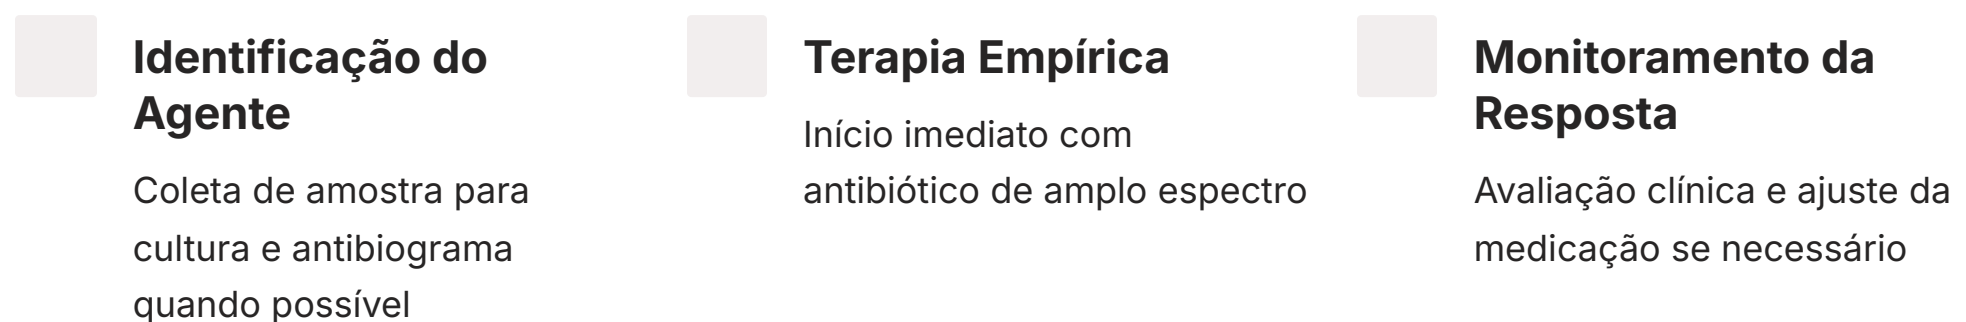 Identificação do
Agente
Coleta de amostra para
cultura e antibiograma
quando possível
Terapia Empírica
Início imediato com
antibiótico de amplo espectro
Monitoramento da
Resposta
Avaliação clínica e ajuste da
medicação se necessário